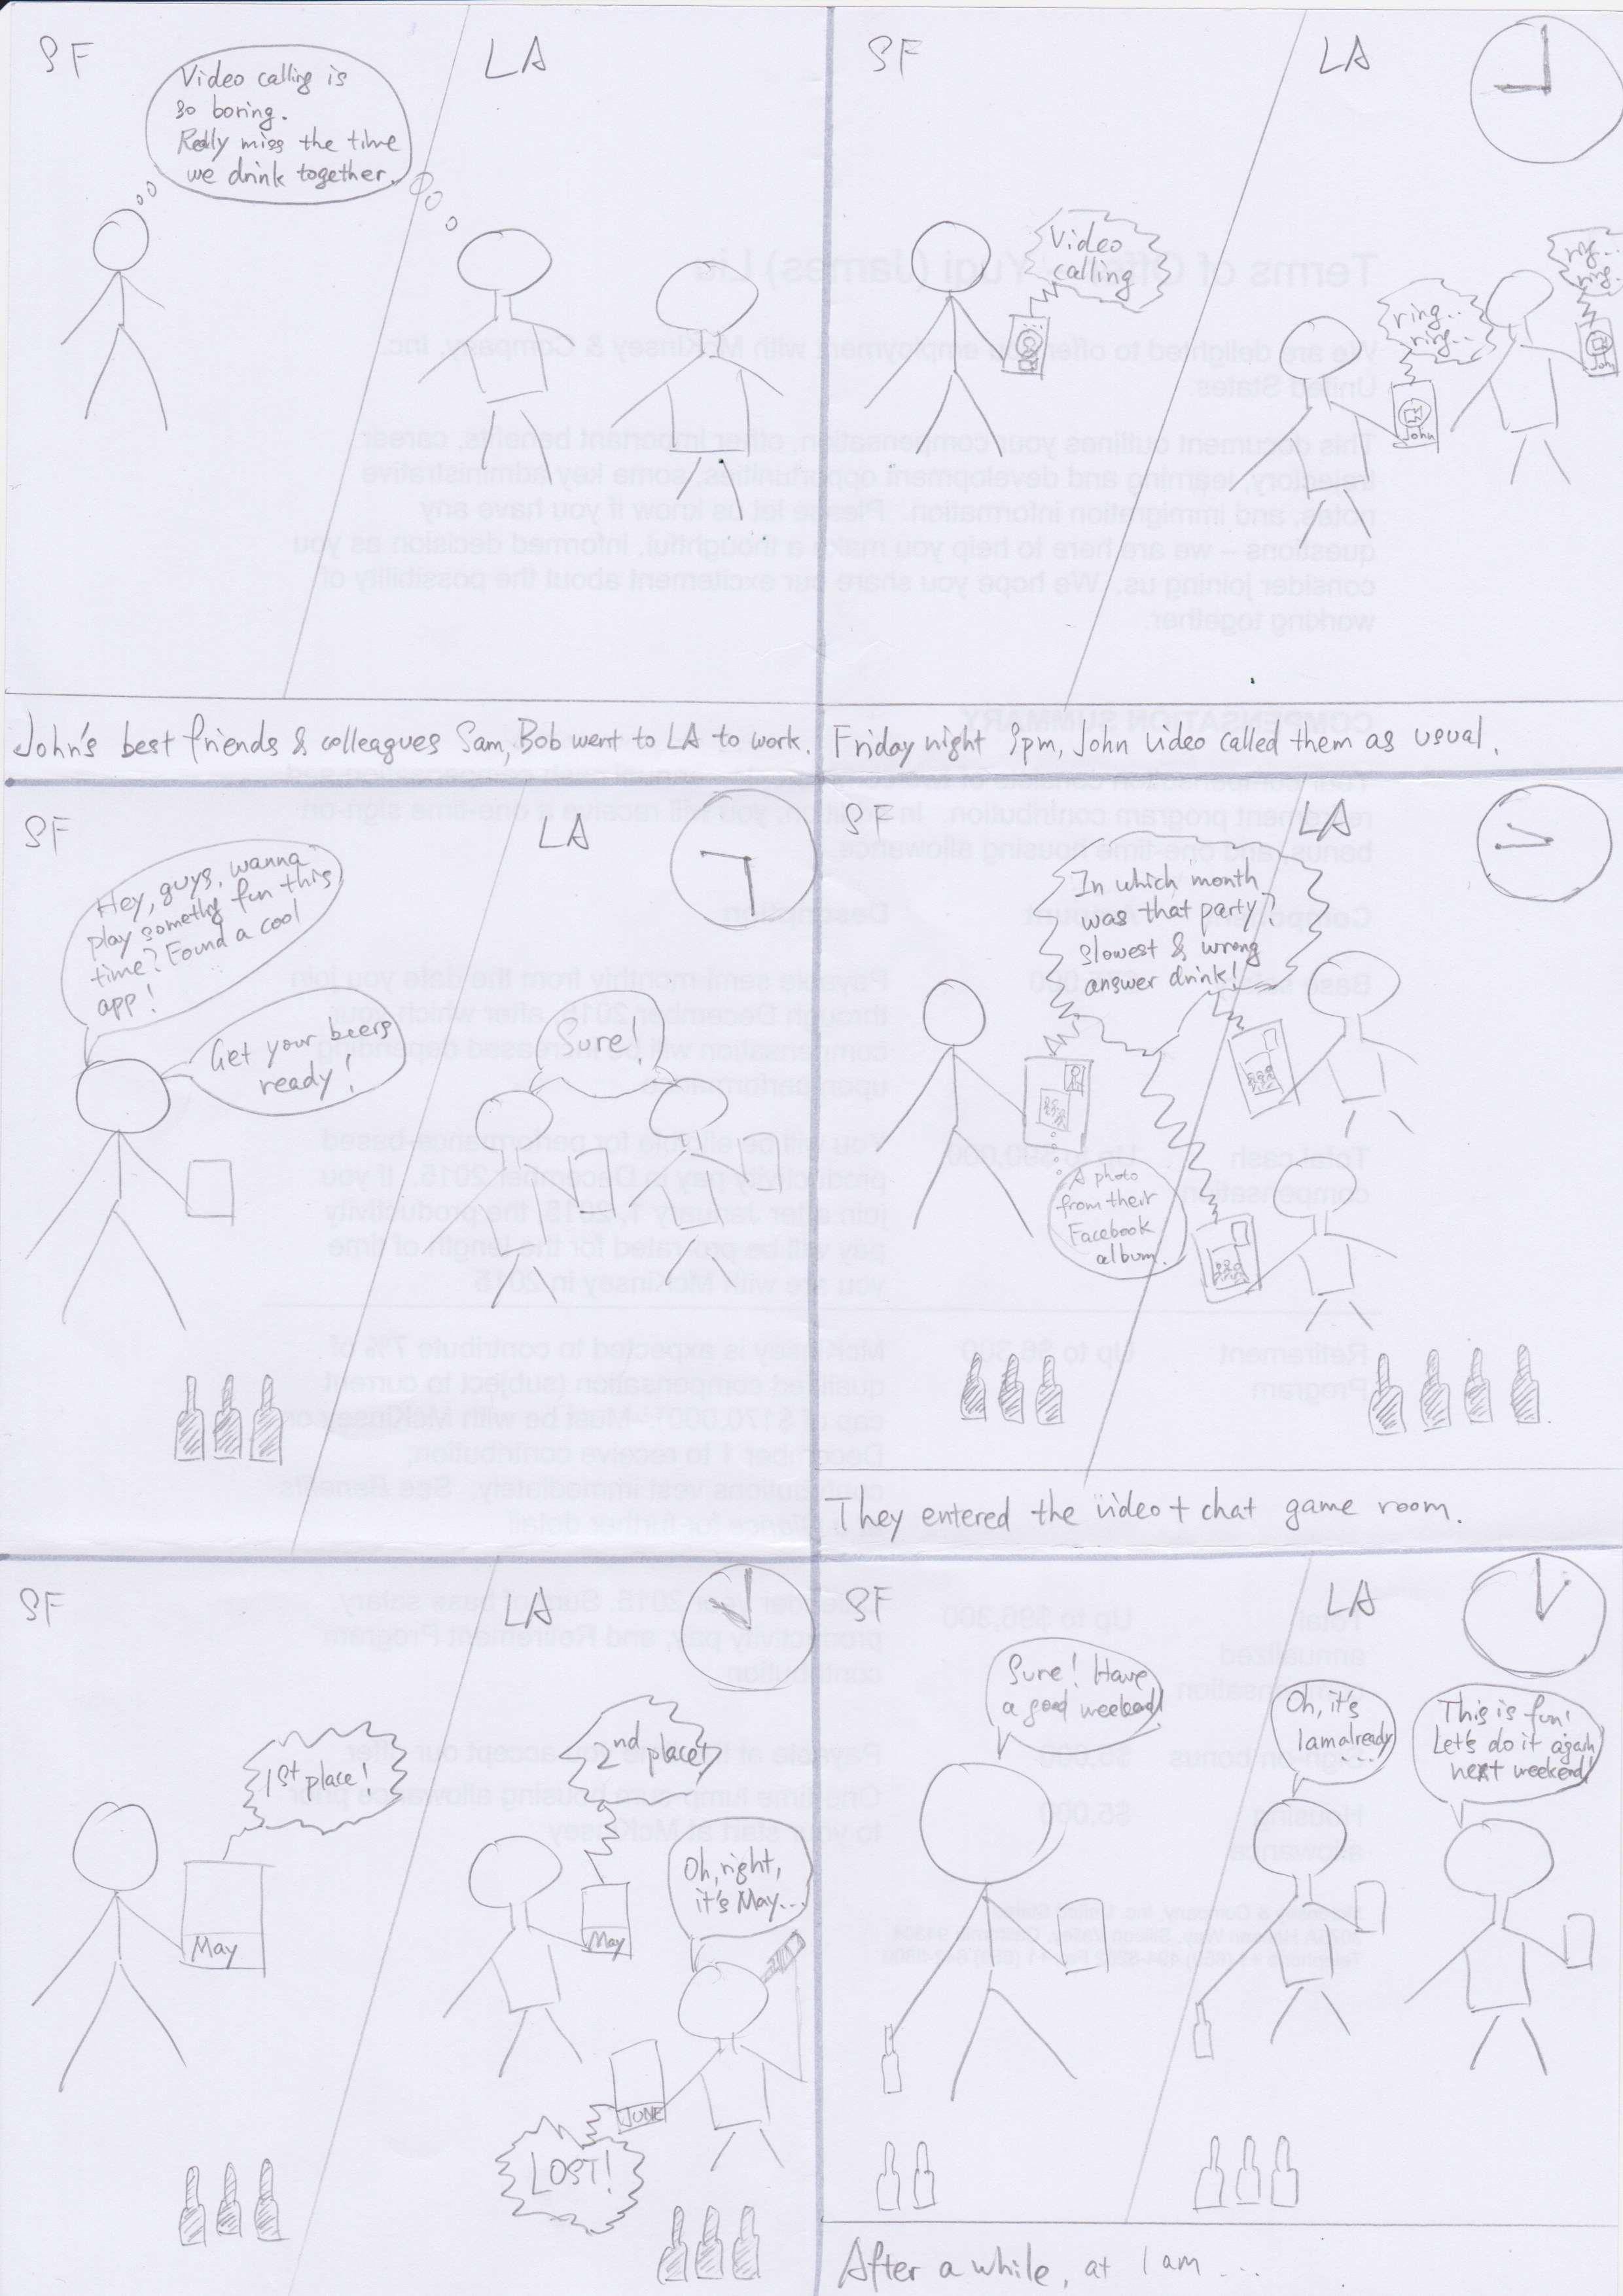 SF
LA
Video calling is
so boring.
Really miss the time
we drink together.
John's best friends & colleagues Sam, Bob went to LA to work.
SF
LA
Video
calling
ring..
ring..
John
ring..
ring..
John
Friday night 9pm, John video called them as usual.
SF
LA
Hey, guys, wanna
play something fun this
time? Found a cool
app!
Get your beers
ready!
Sure!
SF
LA
In which month
was that party?
Slowest & wrong
answer drink!
A photo
from their
Facebook
album.
They entered the video + chat game room.
SF
LA
1st place!
May
2nd place!
May
Oh, right,
it's May...
JUNE
LOST!
SF
LA
Sure! Have
a good weekend!
Oh, it's
1am already
...
This is fun!
Let's do it again
next weekend!
After a while, at 1 am ...